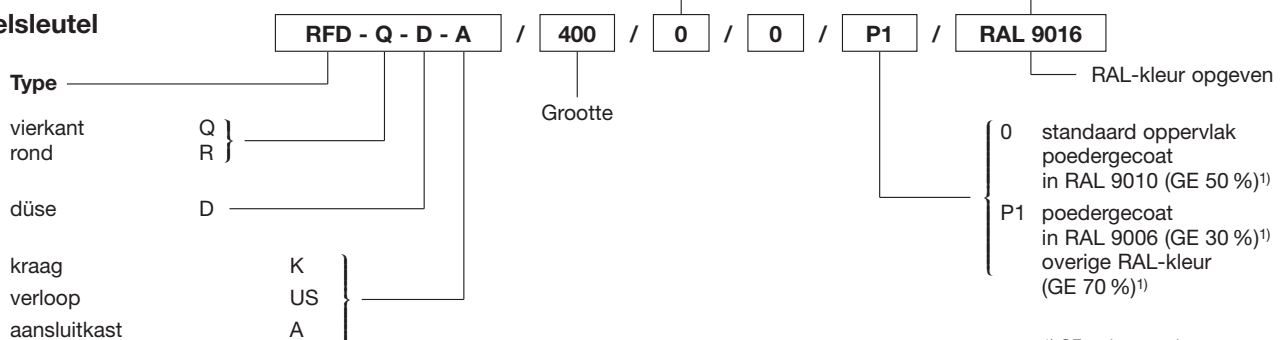 elsleutel
RFD - Q - D - A / 400 / 0 / 0 / P1 / RAL 9016
Type
RAL-kleur opgeven
Grootte
vierkant Q
rond R
düse D
kraag K
verloop US
aansluitkast A
0 standaard oppervlak
poedergecoat
in RAL 9010 (GE 50 %)1)
P1 poedergecoat
in RAL 9006 (GE 30 %)1)
overige RAL-kleur
(GE 70 %)1)